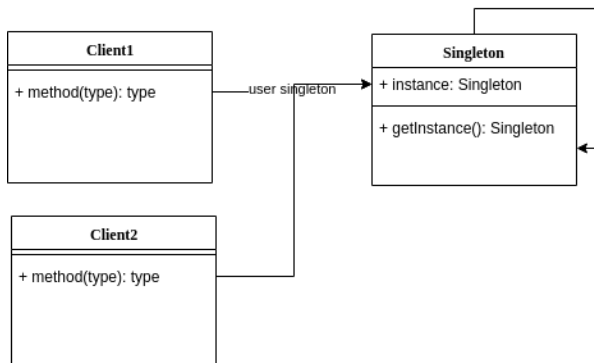 Client1
+ method(type): type
user singleton
Singleton
+ instance: Singleton
+ getInstance(): Singleton
Client2
+ method(type): type